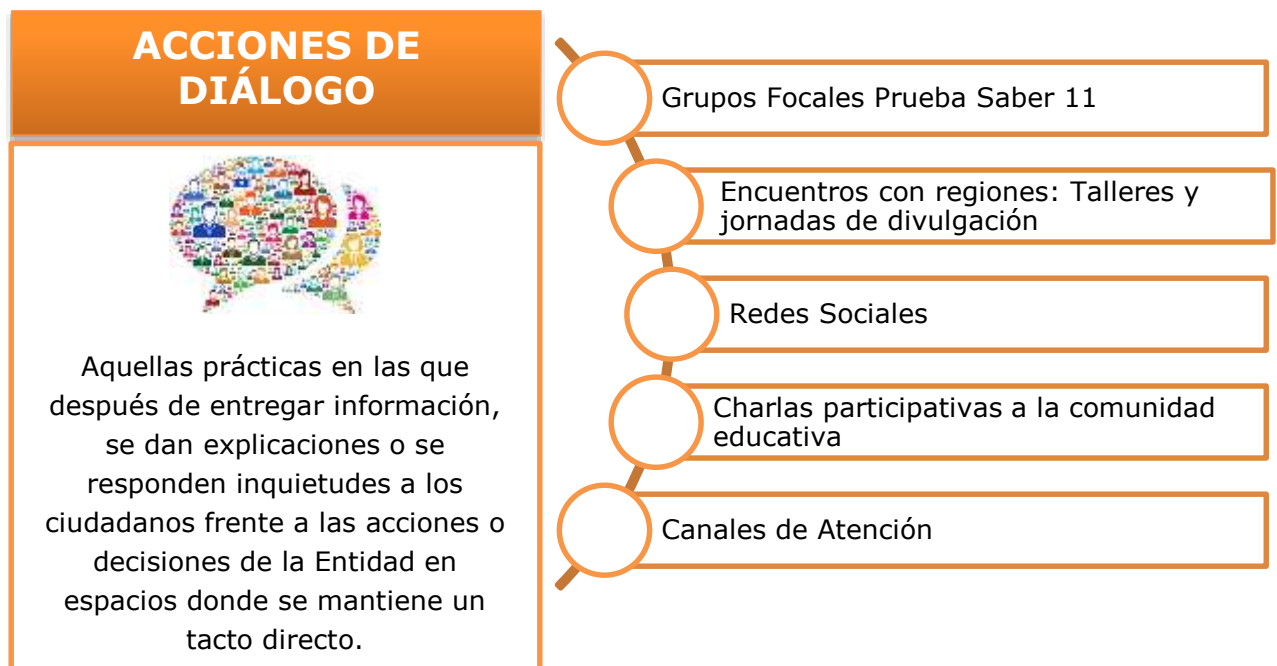 ACCIONES DE
DIÁLOGO
Aquellas prácticas en las que
después de entregar información,
se dan explicaciones o se
responden inquietudes a los
ciudadanos frente a las acciones o
decisiones de la Entidad en
espacios donde se mantiene un
tacto directo.
Grupos Focales Prueba Saber 11
Encuentros con regiones: Talleres y
jornadas de divulgación
Redes Sociales
Charlas participativas a la comunidad
educativa
Canales de Atención